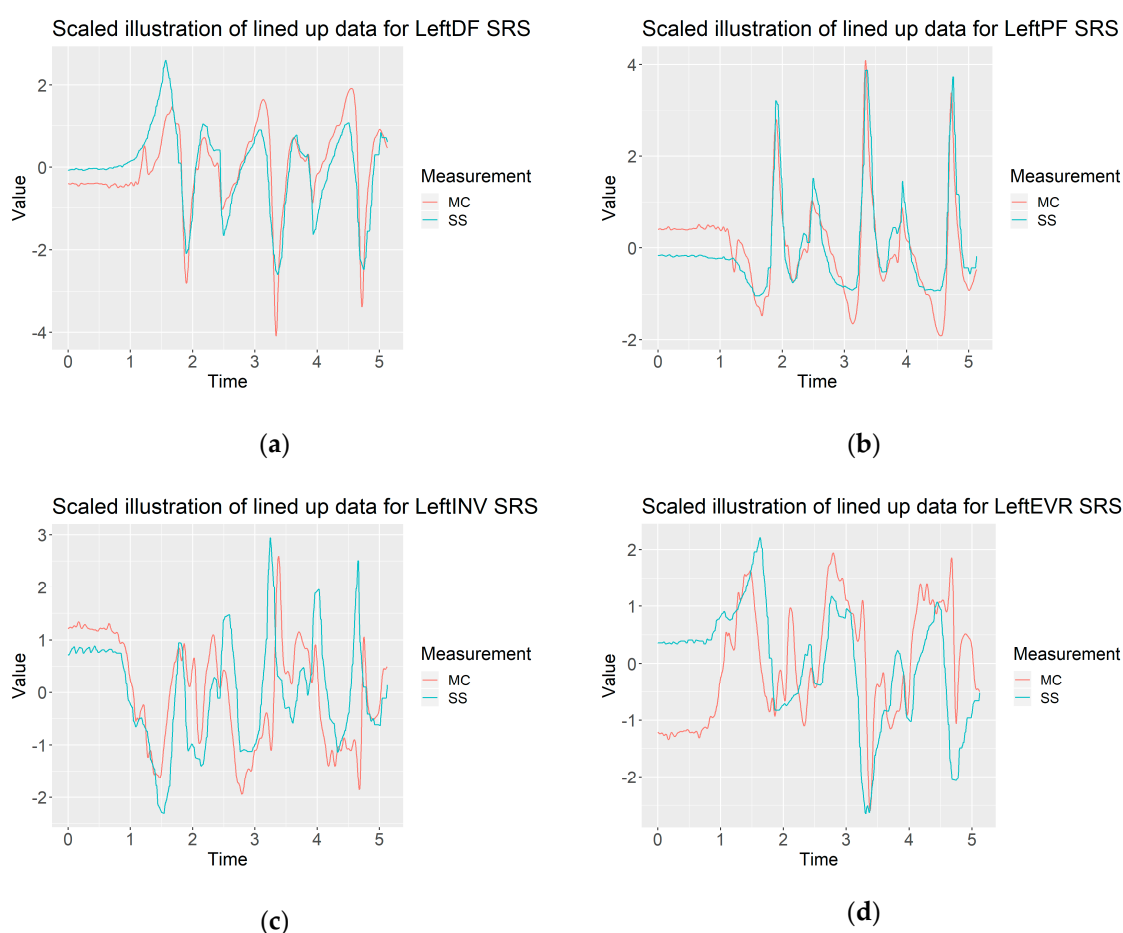 Scaled illustration of lined up data for LeftDF SRS
2
0
-2
-4
Value
0 1 2 3 4 5
Time
Measurement
MC
SS
(a)
Scaled illustration of lined up data for LeftPF SRS
4
2
0
-2
Value
0 1 2 3 4 5
Time
Measurement
MC
SS
(b)
Scaled illustration of lined up data for LeftINV SRS
3
2
1
0
-1
-2
Value
0 1 2 3 4 5
Time
Measurement
MC
SS
(c)
Scaled illustration of lined up data for LeftEVR SRS
2
1
0
-1
-2
Value
0 1 2 3 4 5
Time
Measurement
MC
SS
(d)